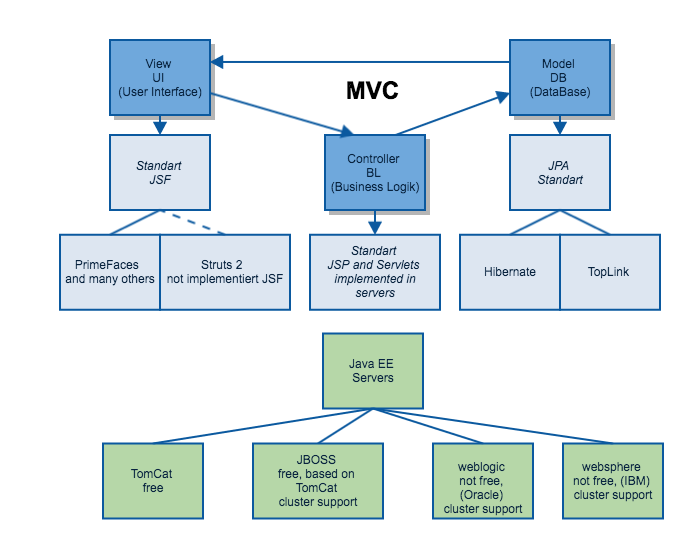 View
UI
(User Interface)
MVC
Model
DB
(DataBase)
Standart
JSF
Controller
BL
(Business Logik)
JPA
Standart
PrimeFaces
and many others
Struts 2
not implementiert JSF
Standart
JSP and Servlets
implemented in
servers
Hibernate
TopLink
Java EE
Servers
TomCat
free
JBOSS
free, based on
TomCat
cluster support
weblogic
not free,
(Oracle)
cluster support
websphere
not free, (IBM)
cluster support